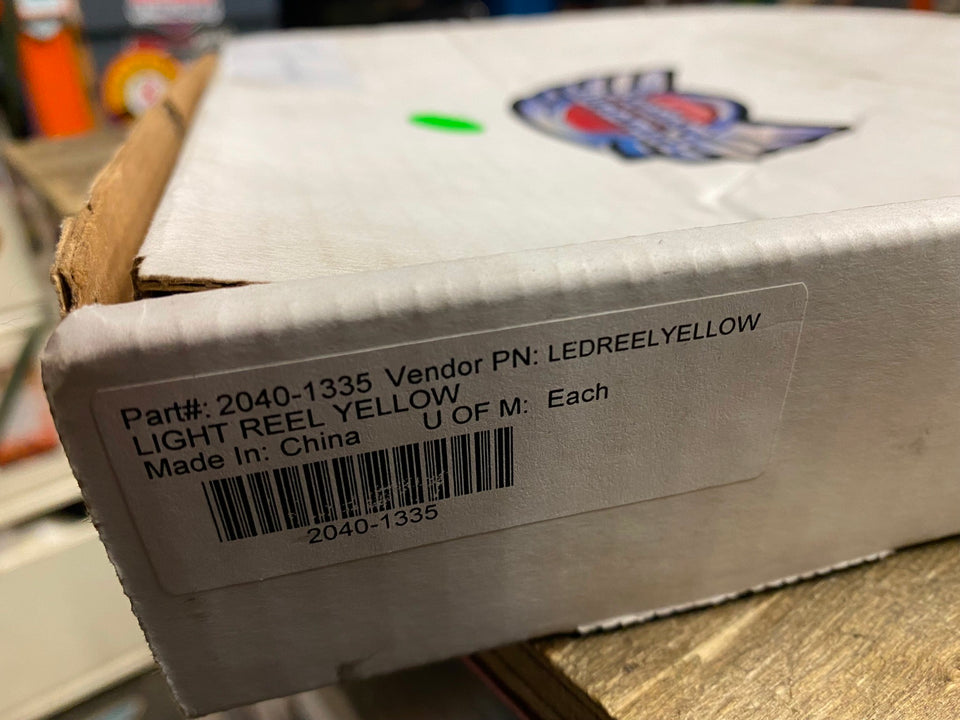 Part#: 2040-1335 Vendor PN: LEDREELYELLOW
LIGHT REEL YELLOW
Made In: China U OF M: Each
2040-1335